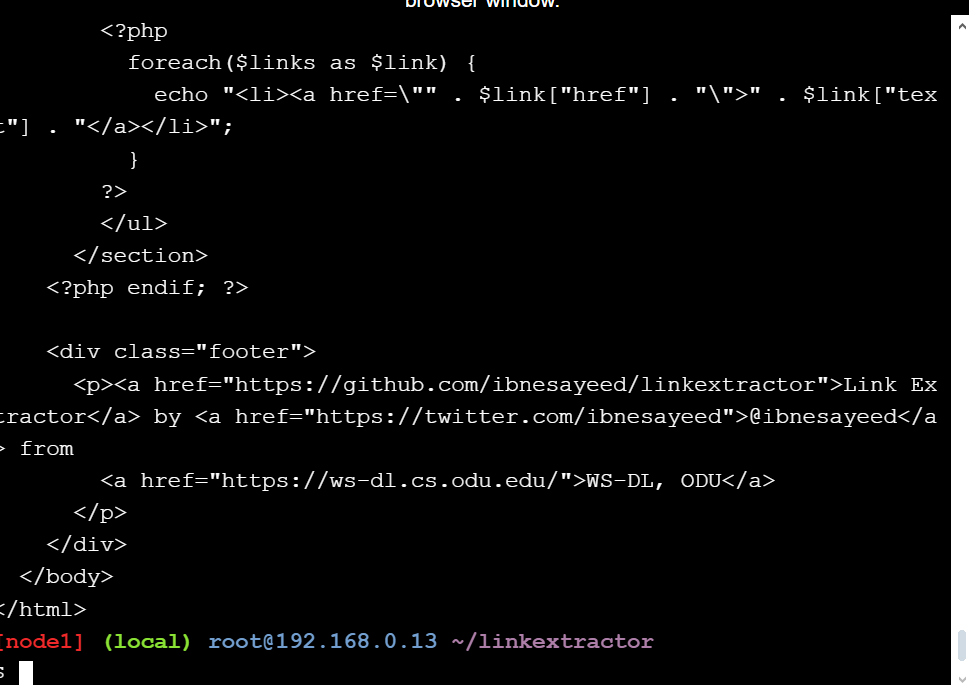 browser window.
<?php
foreach($links as $link) {
echo "<li><a href=\"" . $link["href"] . "\">" . $link["tex
t"] . "</a></li>";
}
?>
</ul>
</section>
<?php endif; ?>
<div class="footer">
<p><a href="https://github.com/ibnesayeed/linkextractor">Link Ex
tractor</a> by <a href="https://twitter.com/ibnesayeed">@ibnesayeed</a
> from
<a href="https://ws-dl.cs.odu.edu/">WS-DL, ODU</a>
</p>
</div>
</body>
</html>
[node1] (local) root@192.168.0.13 ~/linkextractor